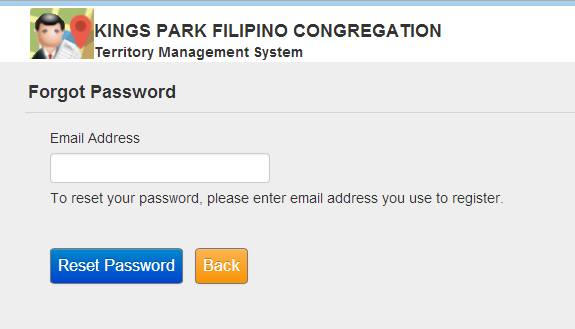 KINGS PARK FILIPINO CONGREGATION
Territory Management System
Forgot Password
Email Address
To reset your password, please enter email address you use to register.
Reset Password
Back